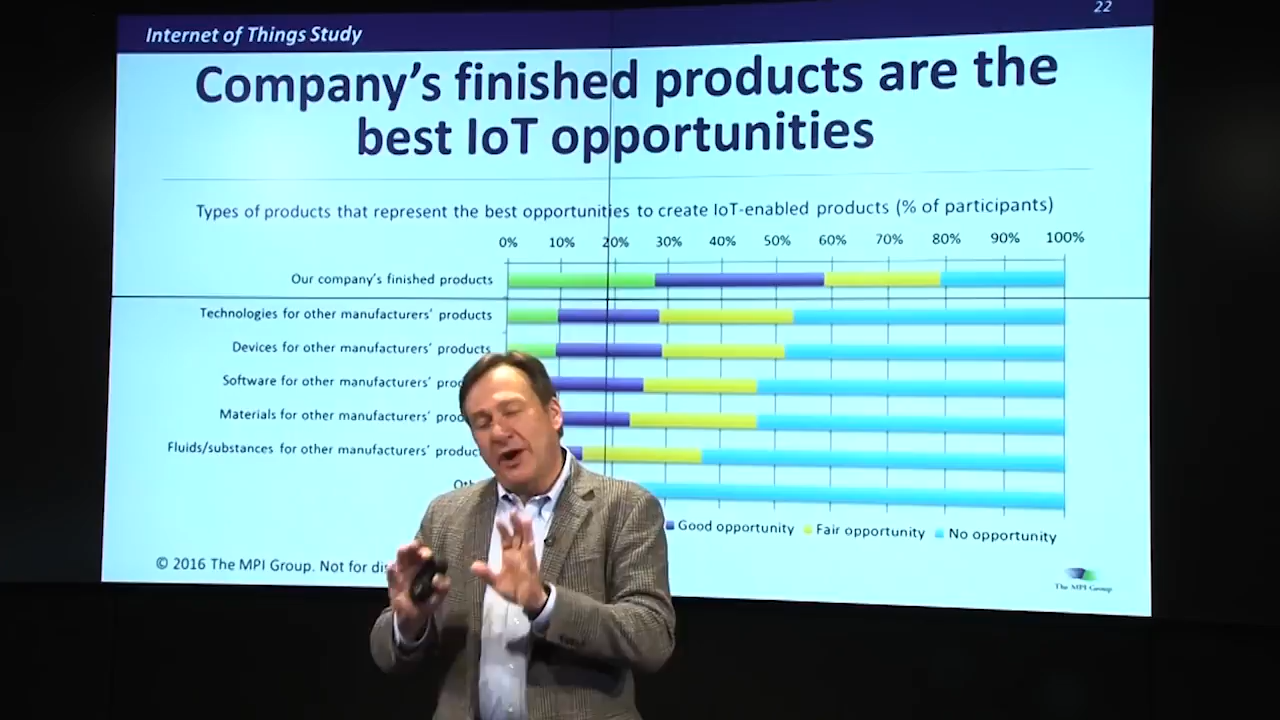 22
Internet of Things Study
Company's finished products are the
best IoT opportunities
Types of products that represent the best opportunities to create IoT-enabled products (% of participants)
0% 10% 20% 30% 40% 50% 60% 70% 80% 90% 100%
Our company's finished products
Technologies for other manufacturers' products
Devices for other manufacturers' products
Software for other manufacturers'
Materials for other manufacturers'
Fluids/substances for other manufacturers'
Good opportunity Fair opportunity No opportunity
© 2016 The MPI Group. Not for
The MPI Group